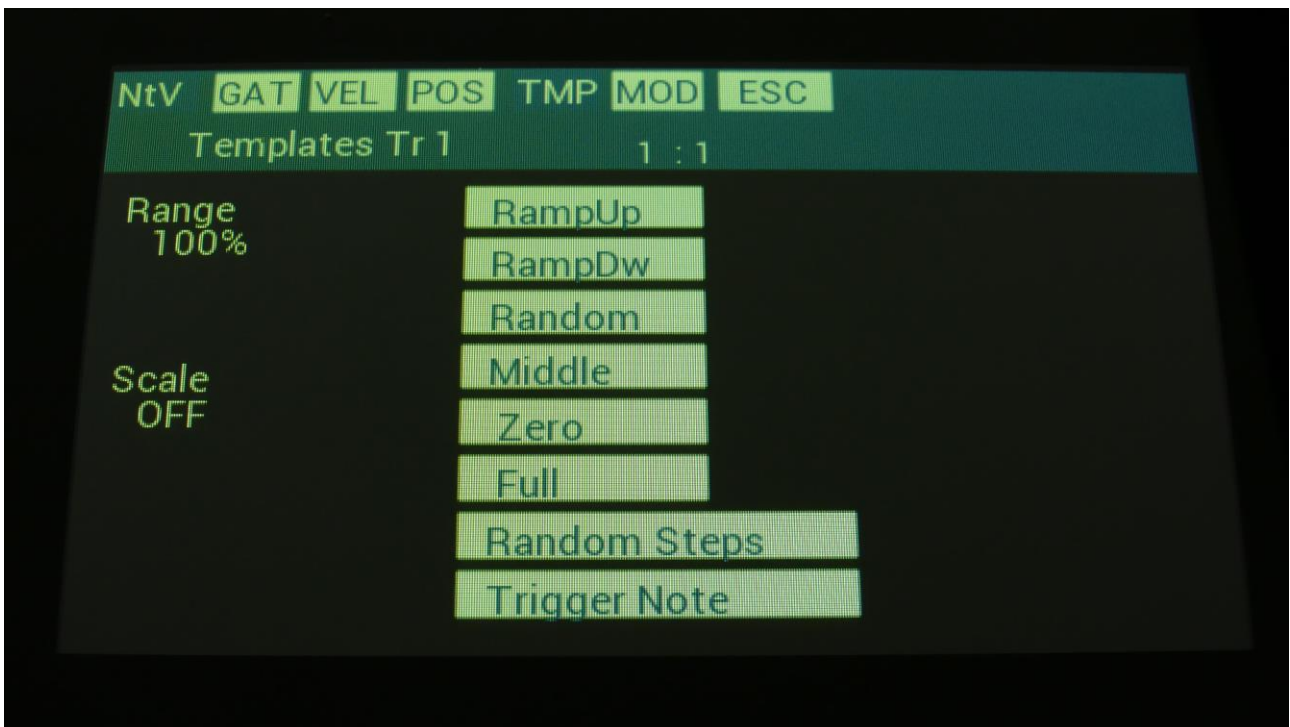 NtV GAT VEL POS TMP MOD ESC
Templates Tr 1 1 : 1
Range
100%
Scale
OFF
RampUp
RampDw
Random
Middle
Zero
Full
Random Steps
Trigger Note